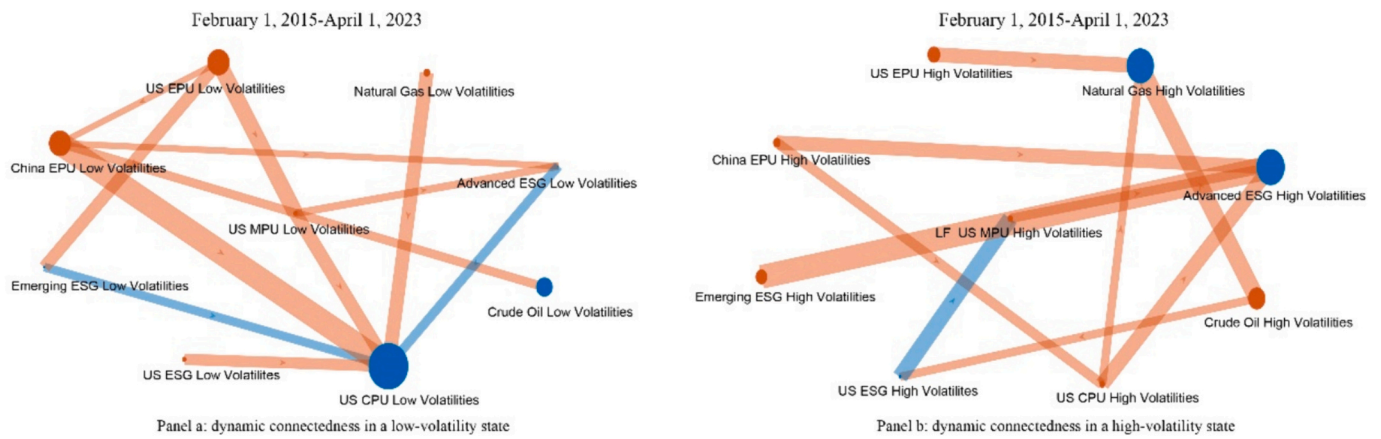 February 1, 2015-April 1, 2023
US EPU Low Volatilities
Natural Gas Low Volatilities
China EPU Low Volatilities
Advanced ESG Low Volatilities
US MPU Low Volatilities
Emerging ESG Low Volatilities
Crude Oil Low Volatilities
US ESG Low Volatilites
US CPU Low Volatilities
Panel a: dynamic connectedness in a low-volatility state
February 1, 2015-April 1, 2023
US EPU High Volatilities
Natural Gas High Volatilities
China EPU High Volatilities
Advanced ESG High Volatilities
LF US MPU High Volatilities
Emerging ESG High Volatilities
Crude Oil High Volatilities
US ESG High Volatilites
US CPU High Volatilities
Panel b: dynamic connectedness in a high-volatility state